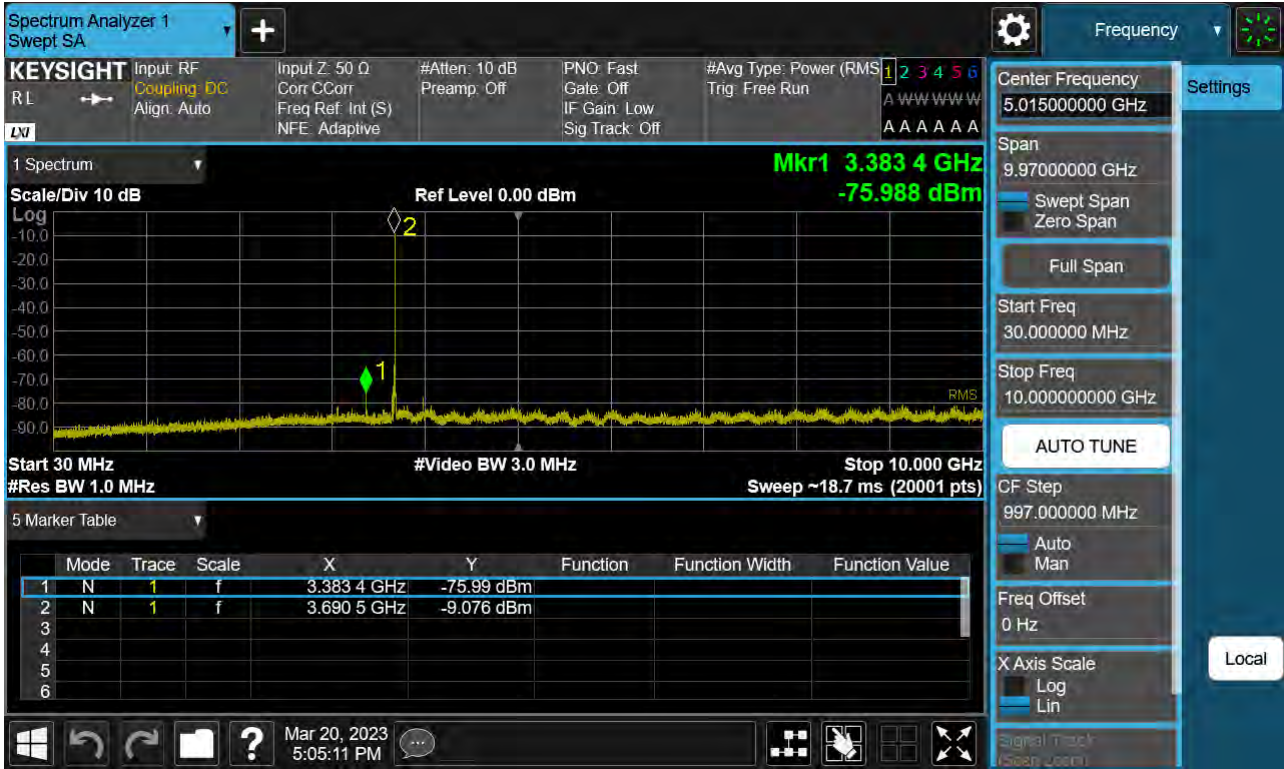 Spectrum Analyzer 1
Swept SA
+
Frequency
KEYSIGHT
RL
LXI
Input: RF
Coupling: DC
Align: Auto
Input Z: 50 Ω
Corr CCorr
Freq Ref: Int (S)
NFE: Adaptive
#Atten: 10 dB
Preamp: Off
PNO: Fast
Gate: Off
IF Gain: Low
Sig Track: Off
#Avg Type: Power (RMS
Trig: Free Run
1 2 3 4 5 6
A W W W W W
A A A A A A
1 Spectrum
Mkr1 3.383 4 GHz
Scale/Div 10 dB
Ref Level 0.00 dBm
-75.988 dBm
Log
-10.0
-20.0
-30.0
-40.0
-50.0
-60.0
-70.0
-80.0
-90.0
2
1
RMS
Start 30 MHz
#Video BW 3.0 MHz
Stop 10.000 GHz
#Res BW 1.0 MHz
Sweep ~18.7 ms (20001 pts)
5 Marker Table
Mode Trace Scale X Y Function Function Width Function Value
1 N 1 f 3.383 4 GHz -75.99 dBm
2 N 1 f 3.690 5 GHz -9.076 dBm
3
4
5
6
Mar 20, 2023
5:05:11 PM
?
Center Frequency
5.015000000 GHz
Settings
Span
9.97000000 GHz
Swept Span
Zero Span
Full Span
Start Freq
30.000000 MHz
Stop Freq
10.000000000 GHz
AUTO TUNE
CF Step
997.000000 MHz
Auto
Man
Freq Offset
0 Hz
X Axis Scale
Log
Lin
Local
Signal Track
(Span Zoom)